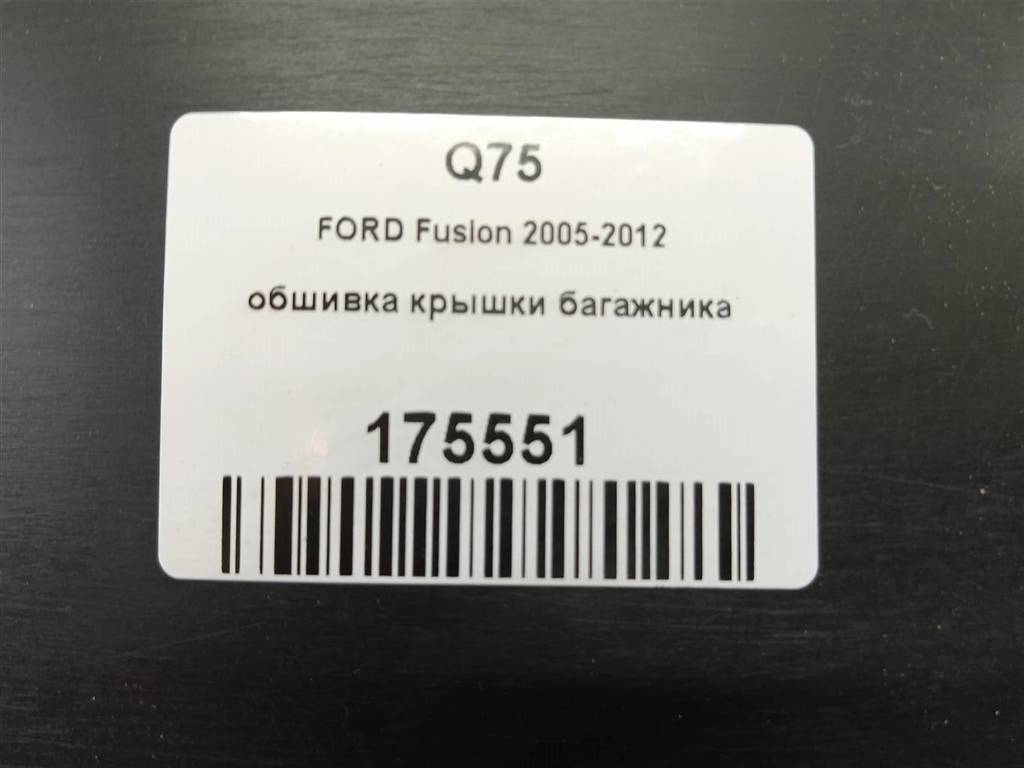 Q75
FORD Fusion 2005-2012
обшивка крышки багажника
175551